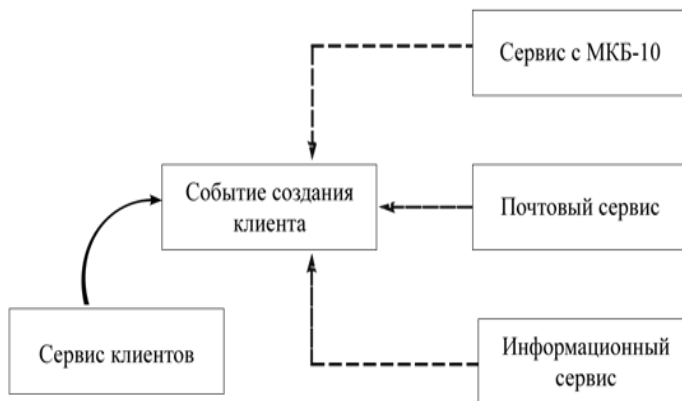 Сервис с МКБ-10
Событие создания
клиента
Почтовый сервис
Сервис клиентов
Информационный
сервис